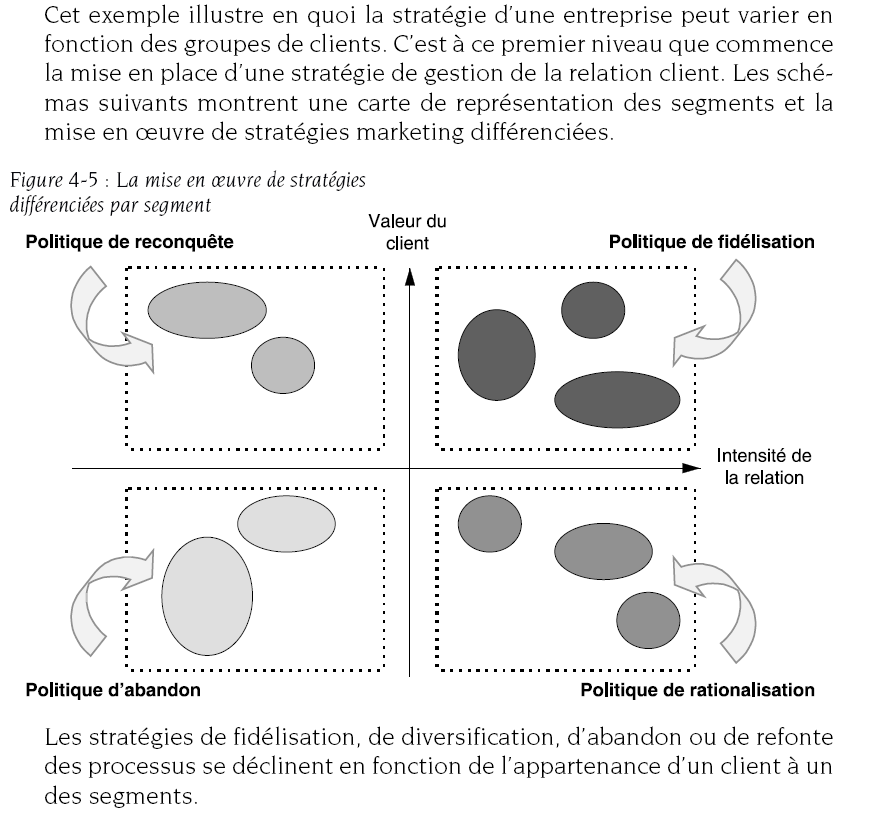 Cet exemple illustre en quoi la stratégie d’une entreprise peut varier en
fonction des groupes de clients. C’est à ce premier niveau que commence
la mise en place d’une stratégie de gestion de la relation client. Les sché-
mas suivants montrent une carte de représentation des segments et la
mise en œuvre de stratégies marketing différenciées.
Figure 4-5 : La mise en œuvre de stratégies
différenciées par segment
Valeur du
client
Politique de reconquête
Politique de fidélisation
Intensité de
la relation
Politique d’abandon
Politique de rationalisation
Les stratégies de fidélisation, de diversification, d’abandon ou de refonte
des processus se déclinent en fonction de l’appartenance d’un client à un
des segments.